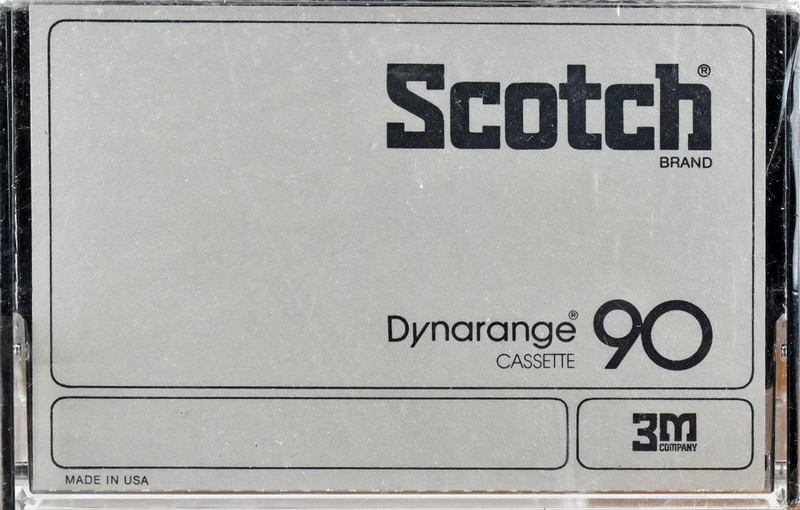 Scotch®
BRAND
Dynarange® 90
CASSETTE
3M
COMPANY
MADE IN USA